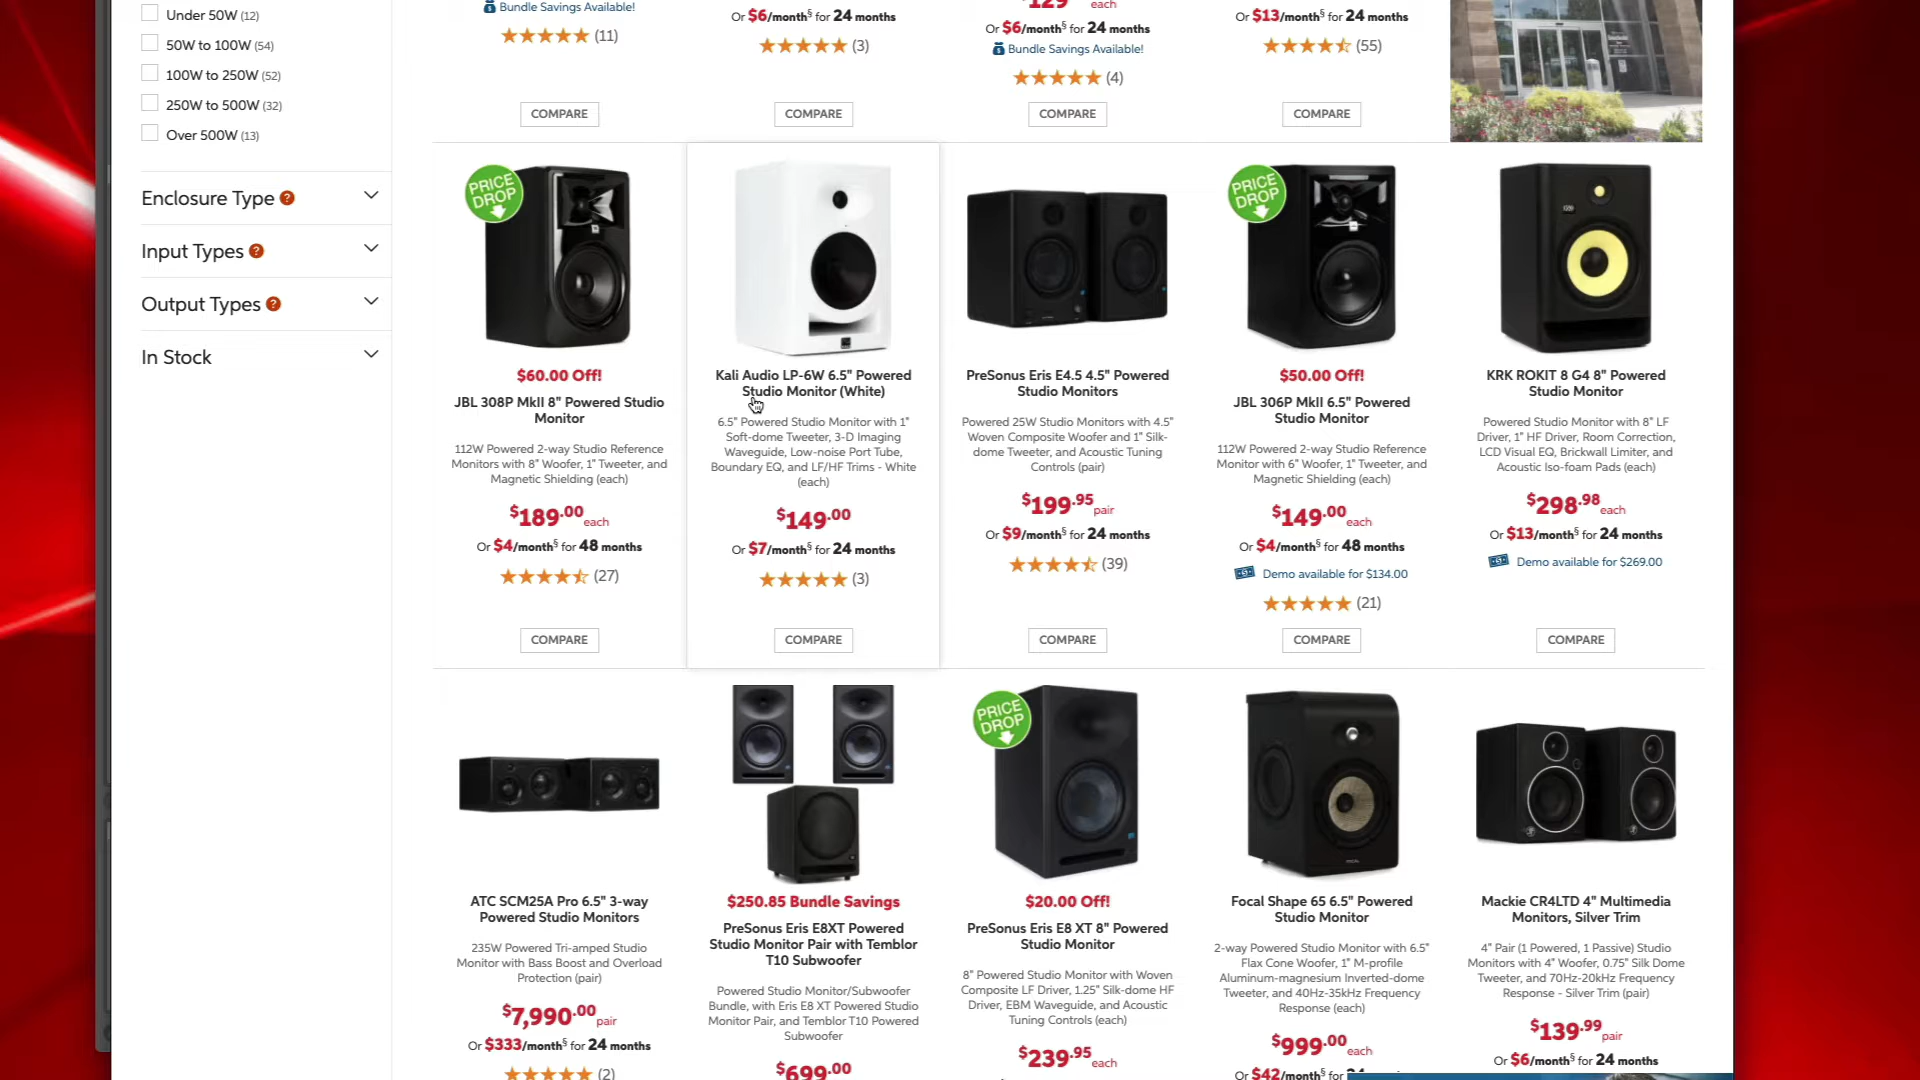 Under 50W (12)
50W to 100W (54)
100W to 250W (52)
250W to 500W (32)
Over 500W (13)
Enclosure Type ?
Input Types ?
Output Types ?
In Stock
Bundle Savings Available!
(11)
COMPARE
Or $6/month§ for 24 months
(3)
COMPARE
$129 each
Or $6/month§ for 24 months
Bundle Savings Available!
(4)
COMPARE
Or $13/month§ for 24 months
(55)
COMPARE
PRICE
DROP
$60.00 Off!
JBL 308P MkII 8" Powered Studio
Monitor
112W Powered 2-way Studio Reference
Monitors with 8" Woofer, 1" Tweeter, and
Magnetic Shielding (each)
$189.00 each
Or $4/month§ for 48 months
(27)
COMPARE
Kali Audio LP-6W 6.5" Powered
Studio Monitor (White)
6.5" Powered Studio Monitor with 1"
Soft-dome Tweeter, 3-D Imaging
Waveguide, Low-noise Port Tube,
Boundary EQ, and LF/HF Trims - White
(each)
$149.00
Or $7/month§ for 24 months
(3)
COMPARE
PreSonus Eris E4.5 4.5" Powered
Studio Monitors
Powered 25W Studio Monitors with 4.5"
Woven Composite Woofer and 1" Silk-
dome Tweeter, and Acoustic Tuning
Controls (pair)
$199.95 pair
Or $9/month§ for 24 months
(39)
COMPARE
PRICE
DROP
$50.00 Off!
JBL 306P MkII 6.5" Powered
Studio Monitor
112W Powered 2-way Studio Reference
Monitor with 6" Woofer, 1" Tweeter, and
Magnetic Shielding (each)
$149.00 each
Or $4/month§ for 48 months
Demo available for $134.00
(21)
COMPARE
KRK ROKIT 8 G4 8" Powered
Studio Monitor
Powered Studio Monitor with 8" LF
Driver, 1" HF Driver, Room Correction,
LCD Visual EQ, Brickwall Limiter, and
Acoustic Iso-foam Pads (each)
$298.98 each
Or $13/month§ for 24 months
Demo available for $269.00
COMPARE
ATC SCM25A Pro 6.5" 3-way
Powered Studio Monitors
235W Powered Tri-amped Studio
Monitor with Bass Boost and Overload
Protection (pair)
$7,990.00 pair
Or $333/month§ for 24 months
(2)
$250.85 Bundle Savings
PreSonus Eris E8XT Powered
Studio Monitor Pair with Temblor
T10 Subwoofer
Powered Studio Monitor/Subwoofer
Bundle, with Eris E8 XT Powered Studio
Monitor Pair, and Temblor T10 Powered
Subwoofer
$699.00
PRICE
DROP
$20.00 Off!
PreSonus Eris E8 XT 8" Powered
Studio Monitor
8" Powered Studio Monitor with Woven
Composite LF Driver, 1.25" Silk-dome HF
Driver, EBM Waveguide, and Acoustic
Tuning Controls (each)
$239.95 each
Focal Shape 65 6.5" Powered
Studio Monitor
2-way Powered Studio Monitor with 6.5"
Flax Cone Woofer, 1" M-profile
Aluminum-magnesium Inverted-dome
Tweeter, and 40Hz-35kHz Frequency
Response (each)
$999.00 each
Or $42/month§ for
Mackie CR4LTD 4" Multimedia
Monitors, Silver Trim
4" Pair (1 Powered, 1 Passive) Studio
Monitors with 4" Woofer, 0.75" Silk Dome
Tweeter, and 70Hz-20kHz Frequency
Response - Silver Trim (pair)
$139.99 pair
Or $6/month§ for 24 months